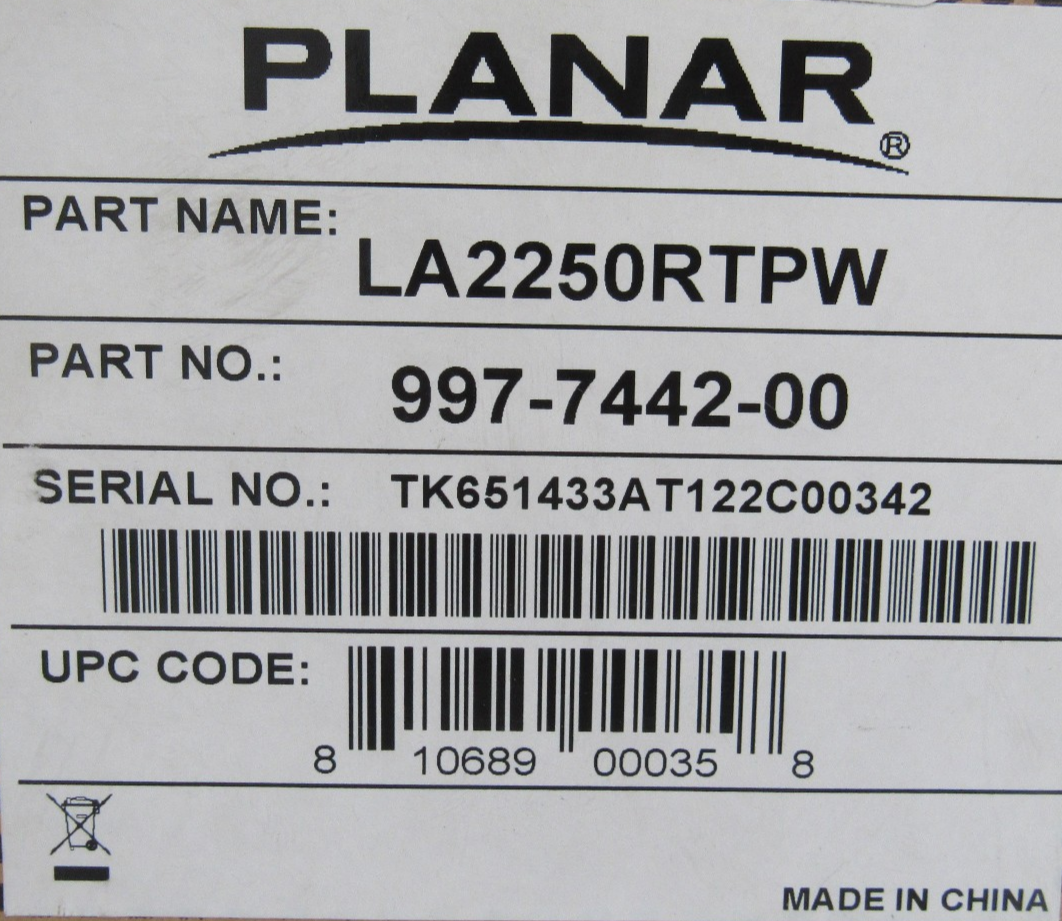 PLANAR®
PART NAME: LA2250RTPW
PART NO.: 997-7442-00
SERIAL NO.: TK651433AT122C00342
UPC CODE:
8 10689 00035 8
MADE IN CHINA